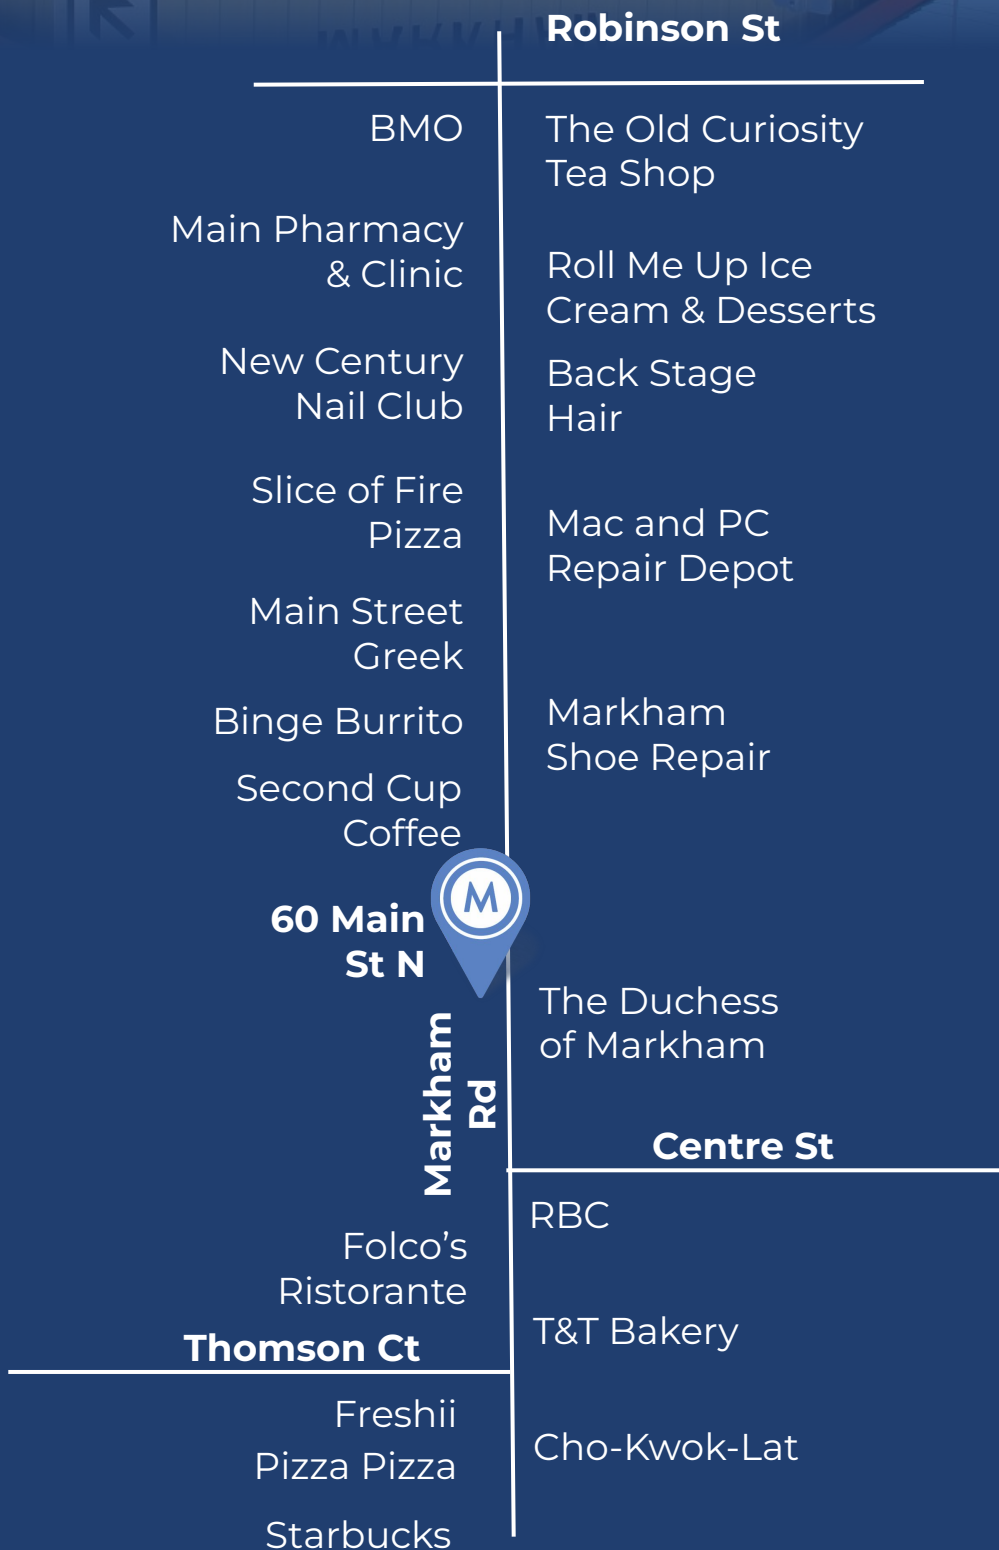 Robinson St
BMO
The Old Curiosity
Tea Shop
Main Pharmacy
& Clinic
Roll Me Up Ice
Cream & Desserts
New Century
Nail Club
Back Stage
Hair
Slice of Fire
Pizza
Mac and PC
Repair Depot
Main Street
Greek
Binge Burrito
Markham
Shoe Repair
Second Cup
Coffee
M
60 Main
St N
The Duchess
of Markham
Markham
Rd
Centre St
RBC
Folco’s
Ristorante
T&T Bakery
Thomson Ct
Freshii
Pizza Pizza
Cho-Kwok-Lat
Starbucks